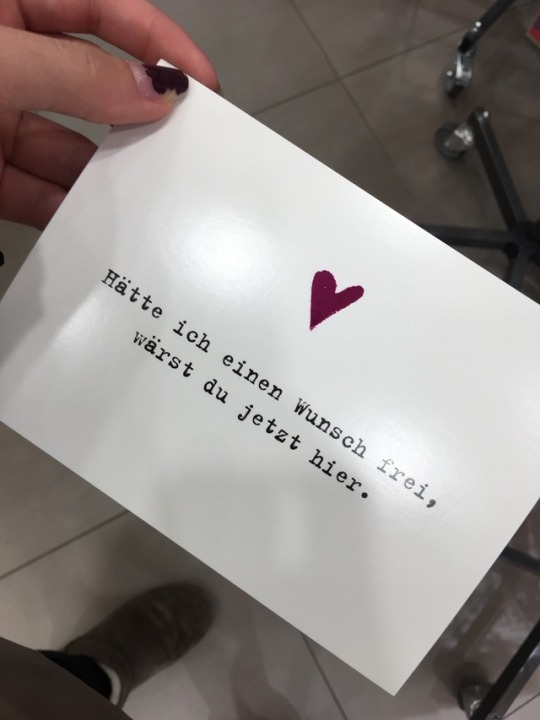 Hätte ich einen Wunsch frei,
wärst du jetzt hier.